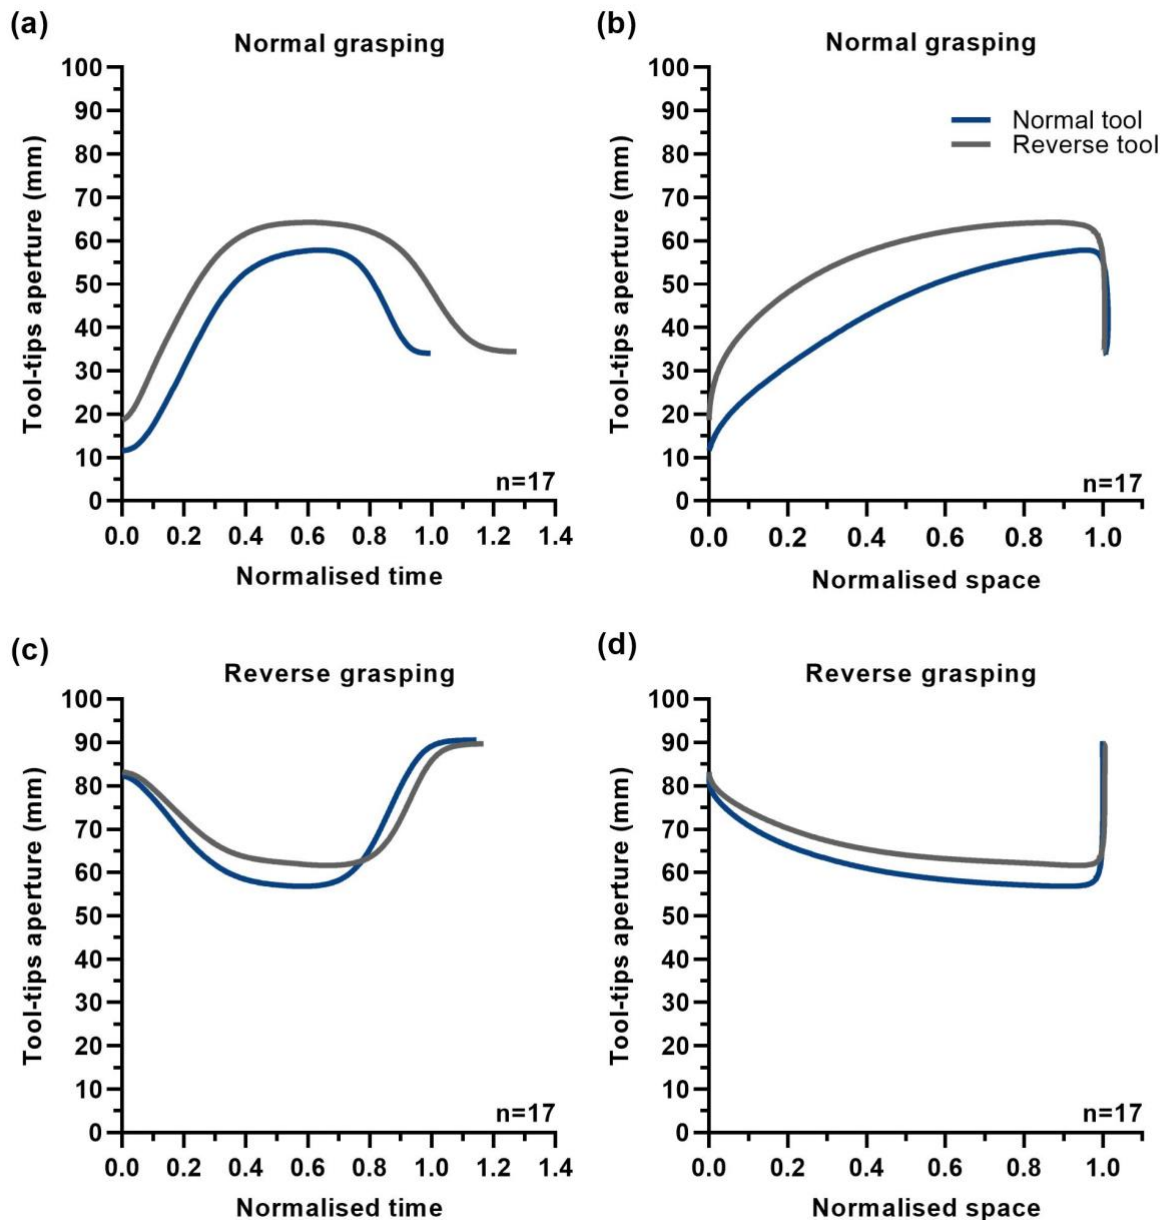 (a)
Normal grasping
Tool-tips aperture (mm)
100
90
80
70
60
50
40
30
20
10
0
n=17
0.0 0.2 0.4 0.6 0.8 1.0 1.2 1.4
Normalised time
(b)
Normal grasping
Tool-tips aperture (mm)
100
90
80
70
60
50
40
30
20
10
0
Normal tool
Reverse tool
n=17
0.0 0.2 0.4 0.6 0.8 1.0
Normalised space
(c)
Reverse grasping
Tool-tips aperture (mm)
100
90
80
70
60
50
40
30
20
10
0
n=17
0.0 0.2 0.4 0.6 0.8 1.0 1.2 1.4
Normalised time
(d)
Reverse grasping
Tool-tips aperture (mm)
100
90
80
70
60
50
40
30
20
10
0
n=17
0.0 0.2 0.4 0.6 0.8 1.0
Normalised space